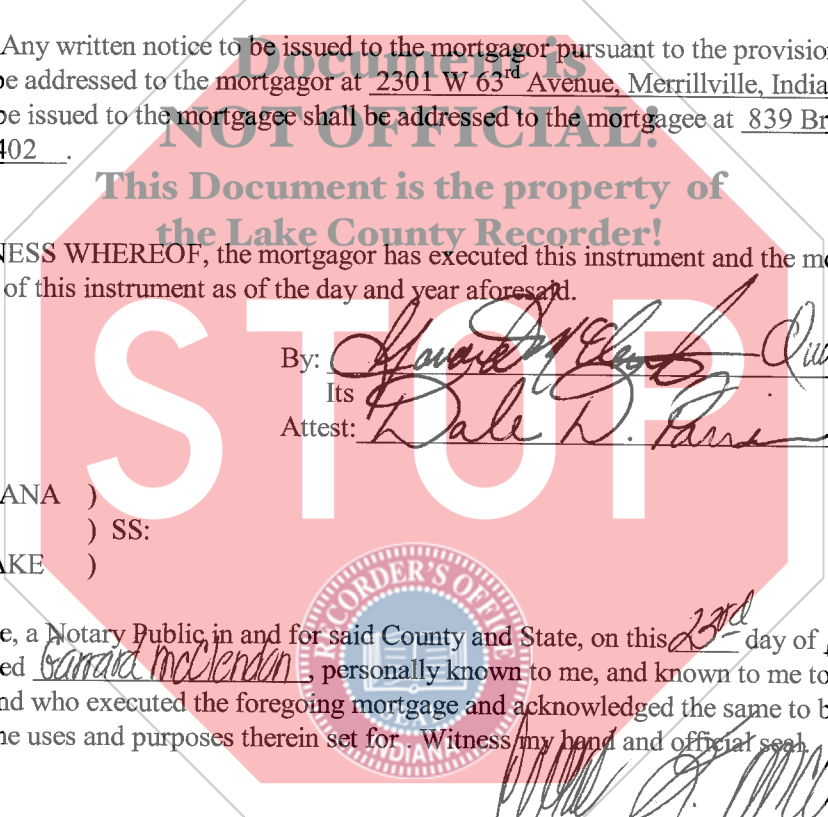 Document is
NOT OFFICIAL!
This Document is the property of
the Lake County Recorder!
STOP
Any written notice to be issued to the mortgagor pursuant to the provisio
be addressed to the mortgagor at 2301 W 63rd Avenue, Merrillville, India
be issued to the mortgagee shall be addressed to the mortgagee at 839 Br
402 .
NESS WHEREOF, the mortgagor has executed this instrument and the mo
of this instrument as of the day and year aforesaid.
By:
Its
Attest: Dale D. Parris
ANA )
) SS:
AKE )
e, a Notary Public in and for said County and State, on this 23rd day of
ed Garrard McClendon, personally known to me, and known to me to
nd who executed the foregoing mortgage and acknowledged the same to b
he uses and purposes therein set for . Witness my hand and official seal.
RECORDER'S OFFICE
INDIANA